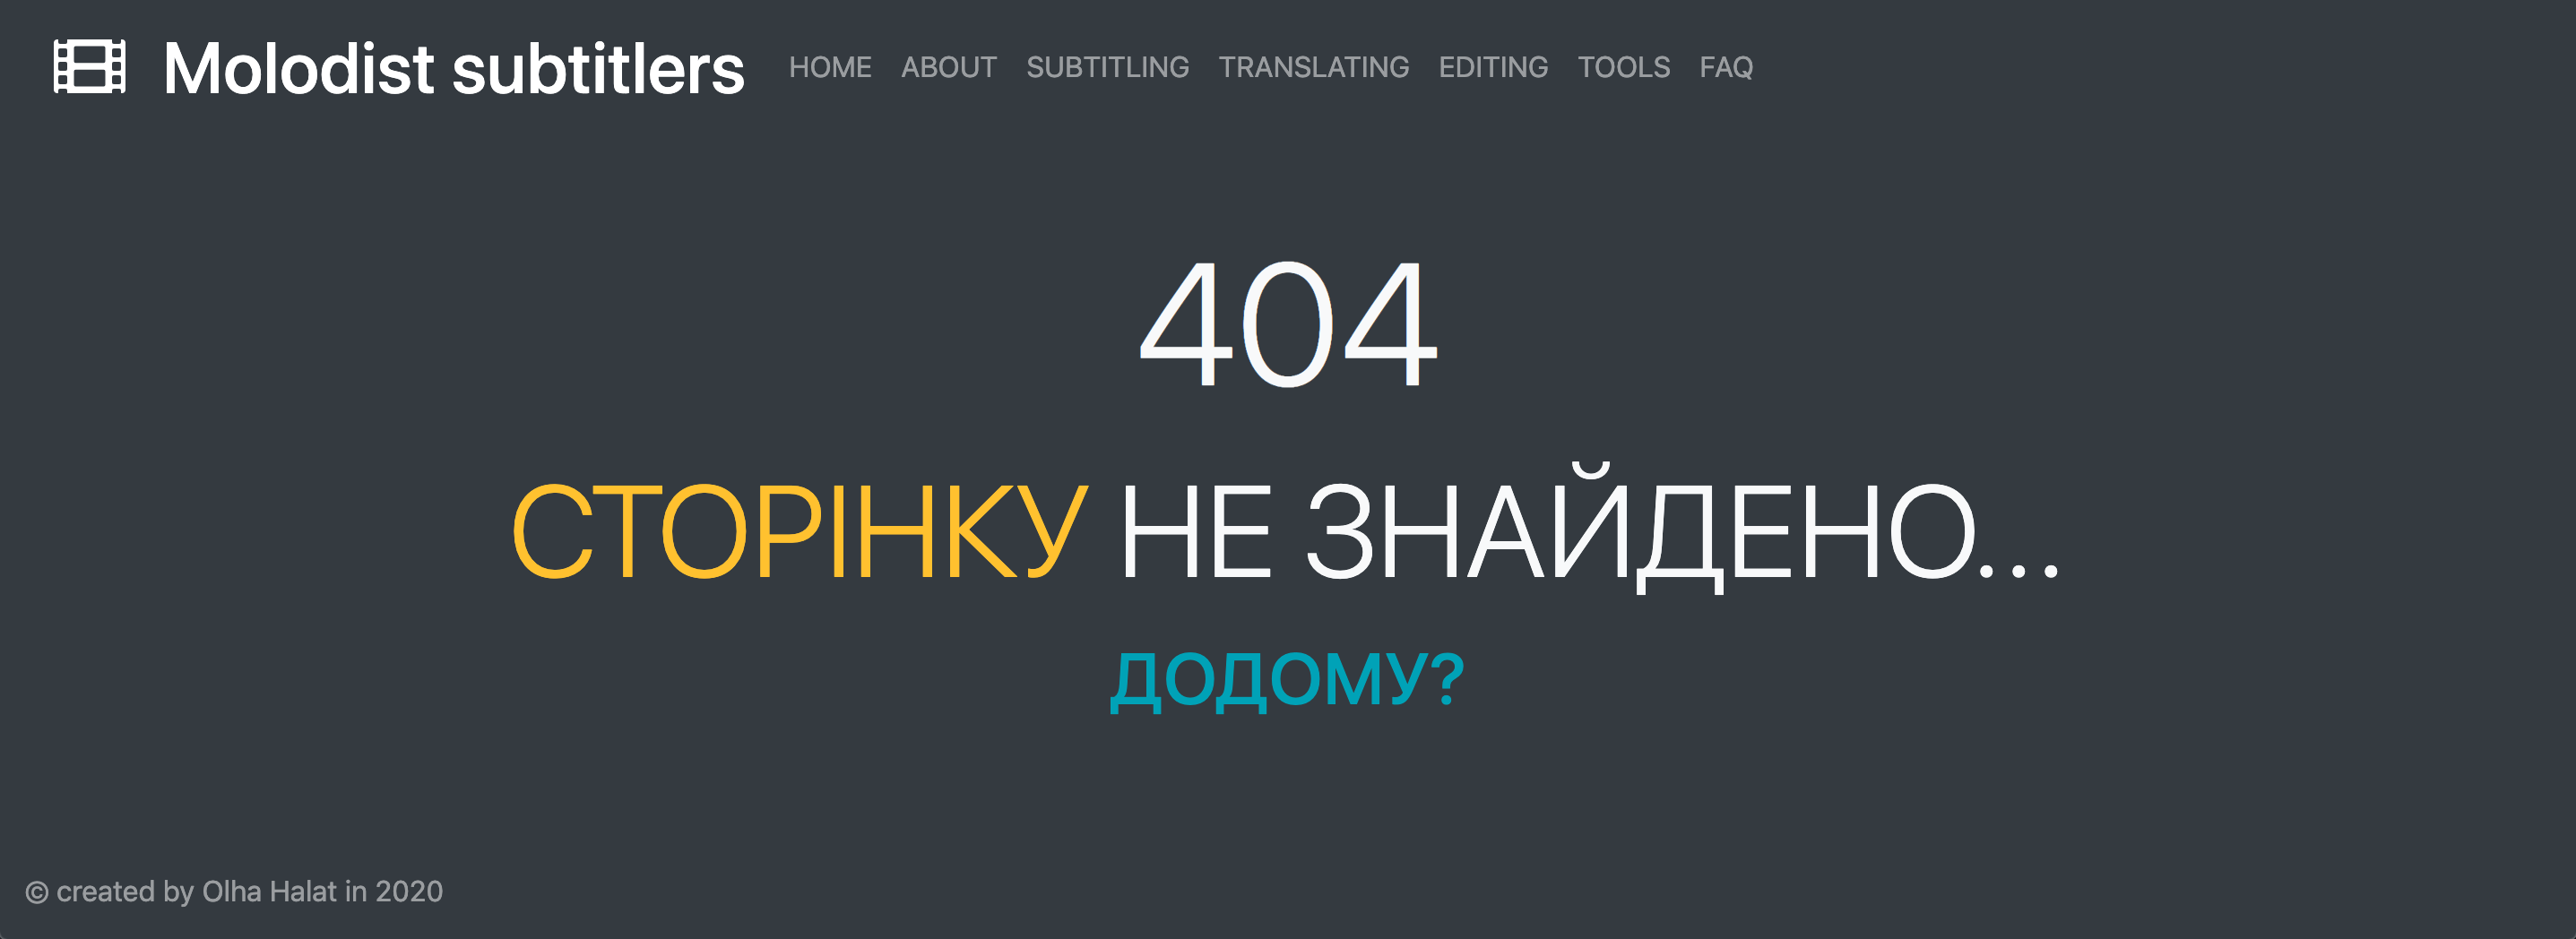 Molodist subtitlers HOME ABOUT SUBTITLING TRANSLATING EDITING TOOLS FAQ
404
СТОРІНКУ НЕ ЗНАЙДЕНО...
ДОДОМУ?
© created by Olha Halat in 2020